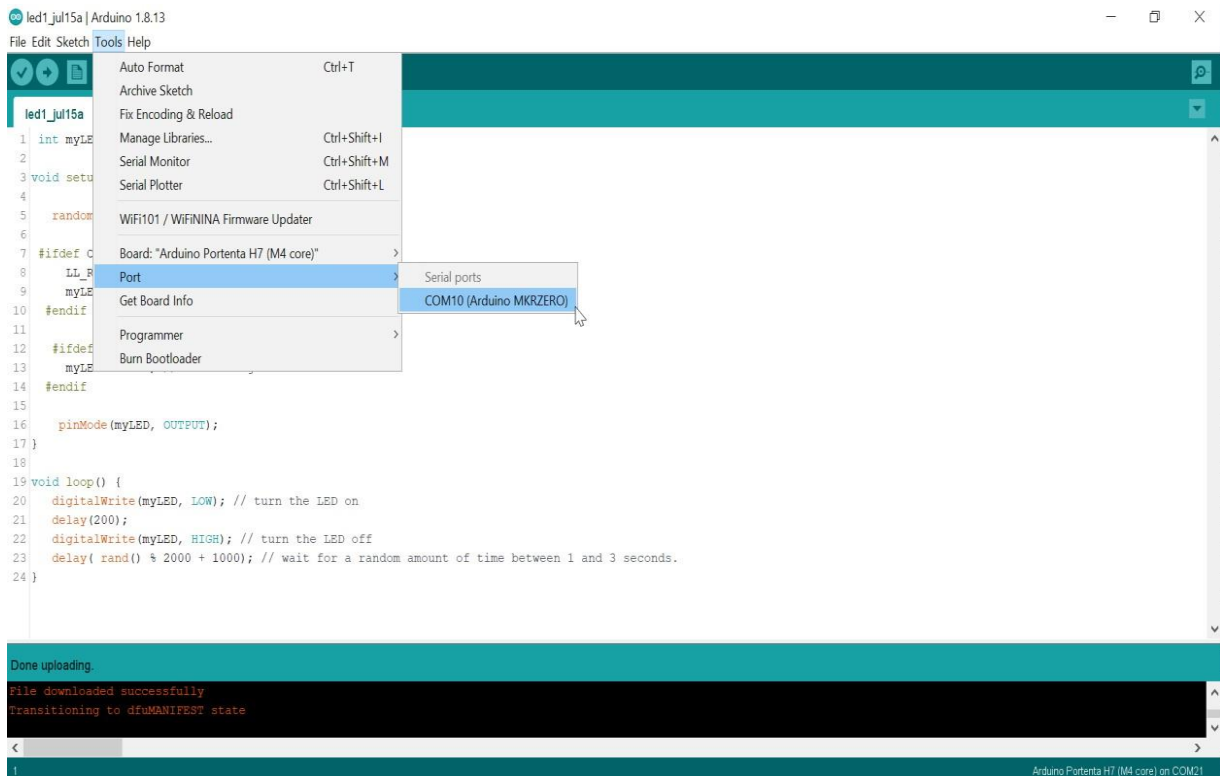 led1_jul15a | Arduino 1.8.13
File Edit Sketch Tools Help
Auto Format Ctrl+T
Archive Sketch
Fix Encoding & Reload
Manage Libraries... Ctrl+Shift+I
Serial Monitor Ctrl+Shift+M
Serial Plotter Ctrl+Shift+L
WiFi101 / WiFiNINA Firmware Updater
Board: "Arduino Portenta H7 (M4 core)"
Port
Get Board Info
Programmer
Burn Bootloader
Serial ports
COM10 (Arduino MKRZERO)
led1_jul15a
1 int myLE
2
3 void setu
4
5 random
6
7 #ifdef C
8 LL_R
9 myLE
10 #endif
11
12 #ifdef
13 myLE
14 #endif
15
16 pinMode(myLED, OUTPUT);
17 }
18
19 void loop() {
20 digitalWrite(myLED, LOW); // turn the LED on
21 delay(200);
22 digitalWrite(myLED, HIGH); // turn the LED off
23 delay( rand() % 2000 + 1000); // wait for a random amount of time between 1 and 3 seconds.
24 }
Done uploading.
File downloaded successfully
Transitioning to dfuMANIFEST state
1
Arduino Portenta H7 (M4 core) on COM21